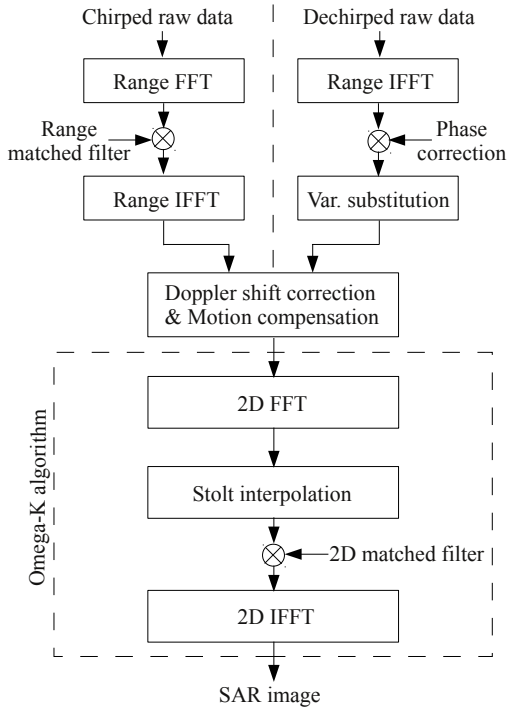 Chirped raw data
Dechirped raw data
Range FFT
Range IFFT
Range
matched filter
Phase
correction
Range IFFT
Var. substitution
Doppler shift correction
& Motion compensation
Omega-K algorithm
2D FFT
Stolt interpolation
2D matched filter
2D IFFT
SAR image